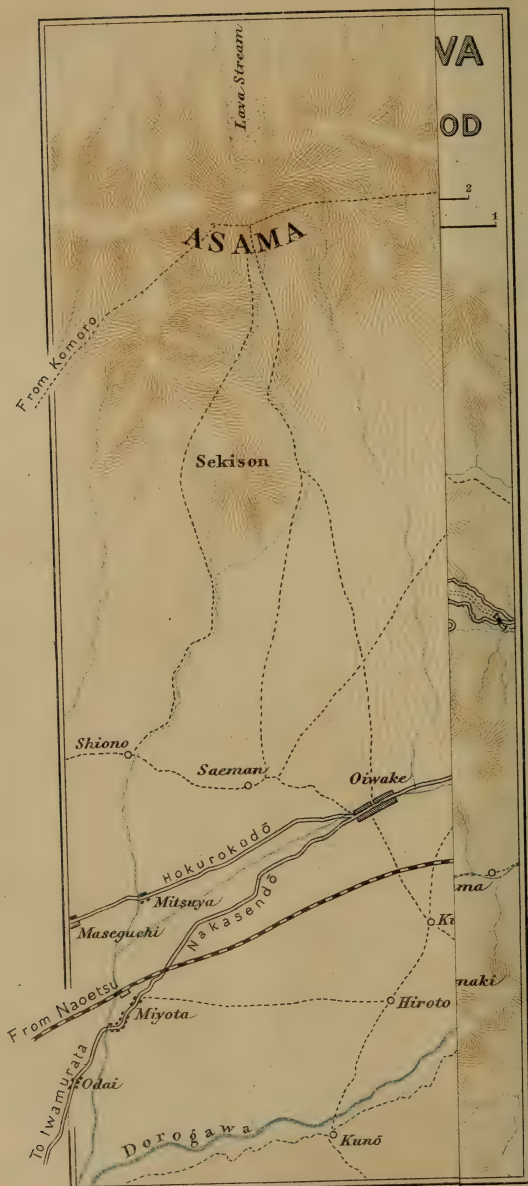 VA
Lava Stream
OD
2
1
ASAMA
From Komoro
Sekison
Shiono
Saeman
Oiwake
Hokurokudō
Mitsuya
Nakasendō
Maseguchi
ma
From Naoetsu
maki
Miyota
Hiroto
To Iwamurata
Odai
Dorogawa
Kunō